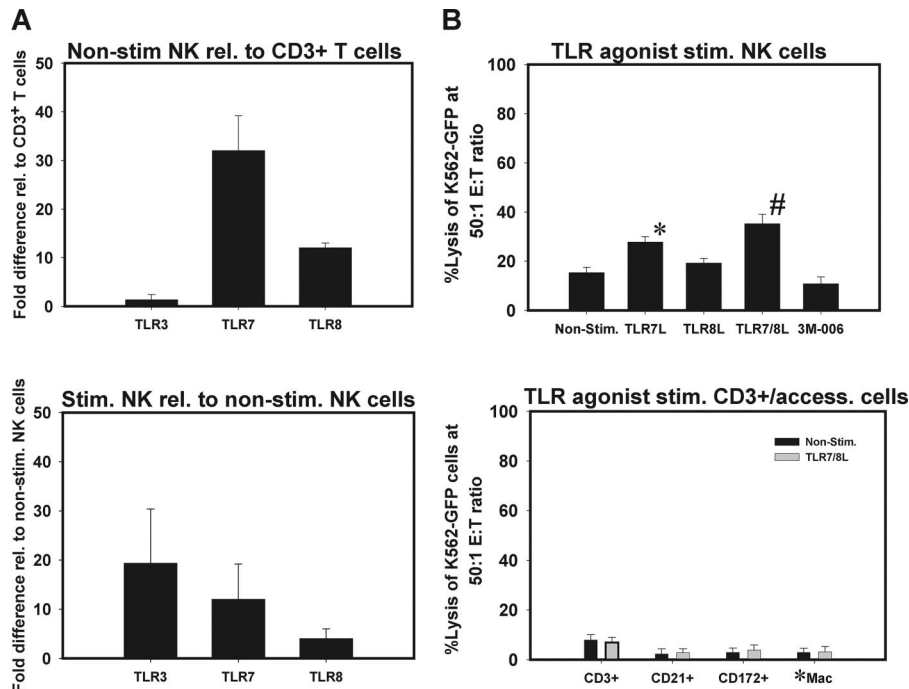 A
Non-stim NK rel. to CD3+ T cells
Fold difference rel. to CD3+ T cells
50
40
30
20
10
0
TLR3 TLR7 TLR8
Stim. NK rel. to non-stim. NK cells
Fold difference rel. to non-stim. NK cells
50
40
20
10
0
TLR3 TLR7 TLR8
B
TLR agonist stim. NK cells
%Lysis of K562-GFP at
50:1 E:T ratio
100
80
60
40
20
0
* #
Non-Stim. TLR7L TLR8L TLR7/8L 3M-006
TLR agonist stim. CD3+/access. cells
%Lysis of K562-GFP cells at
50:1 E:T ratio
100
80
60
40
20
0
Non-Stim.
TLR7/8L
CD3+ CD21+ CD172+ *Mac